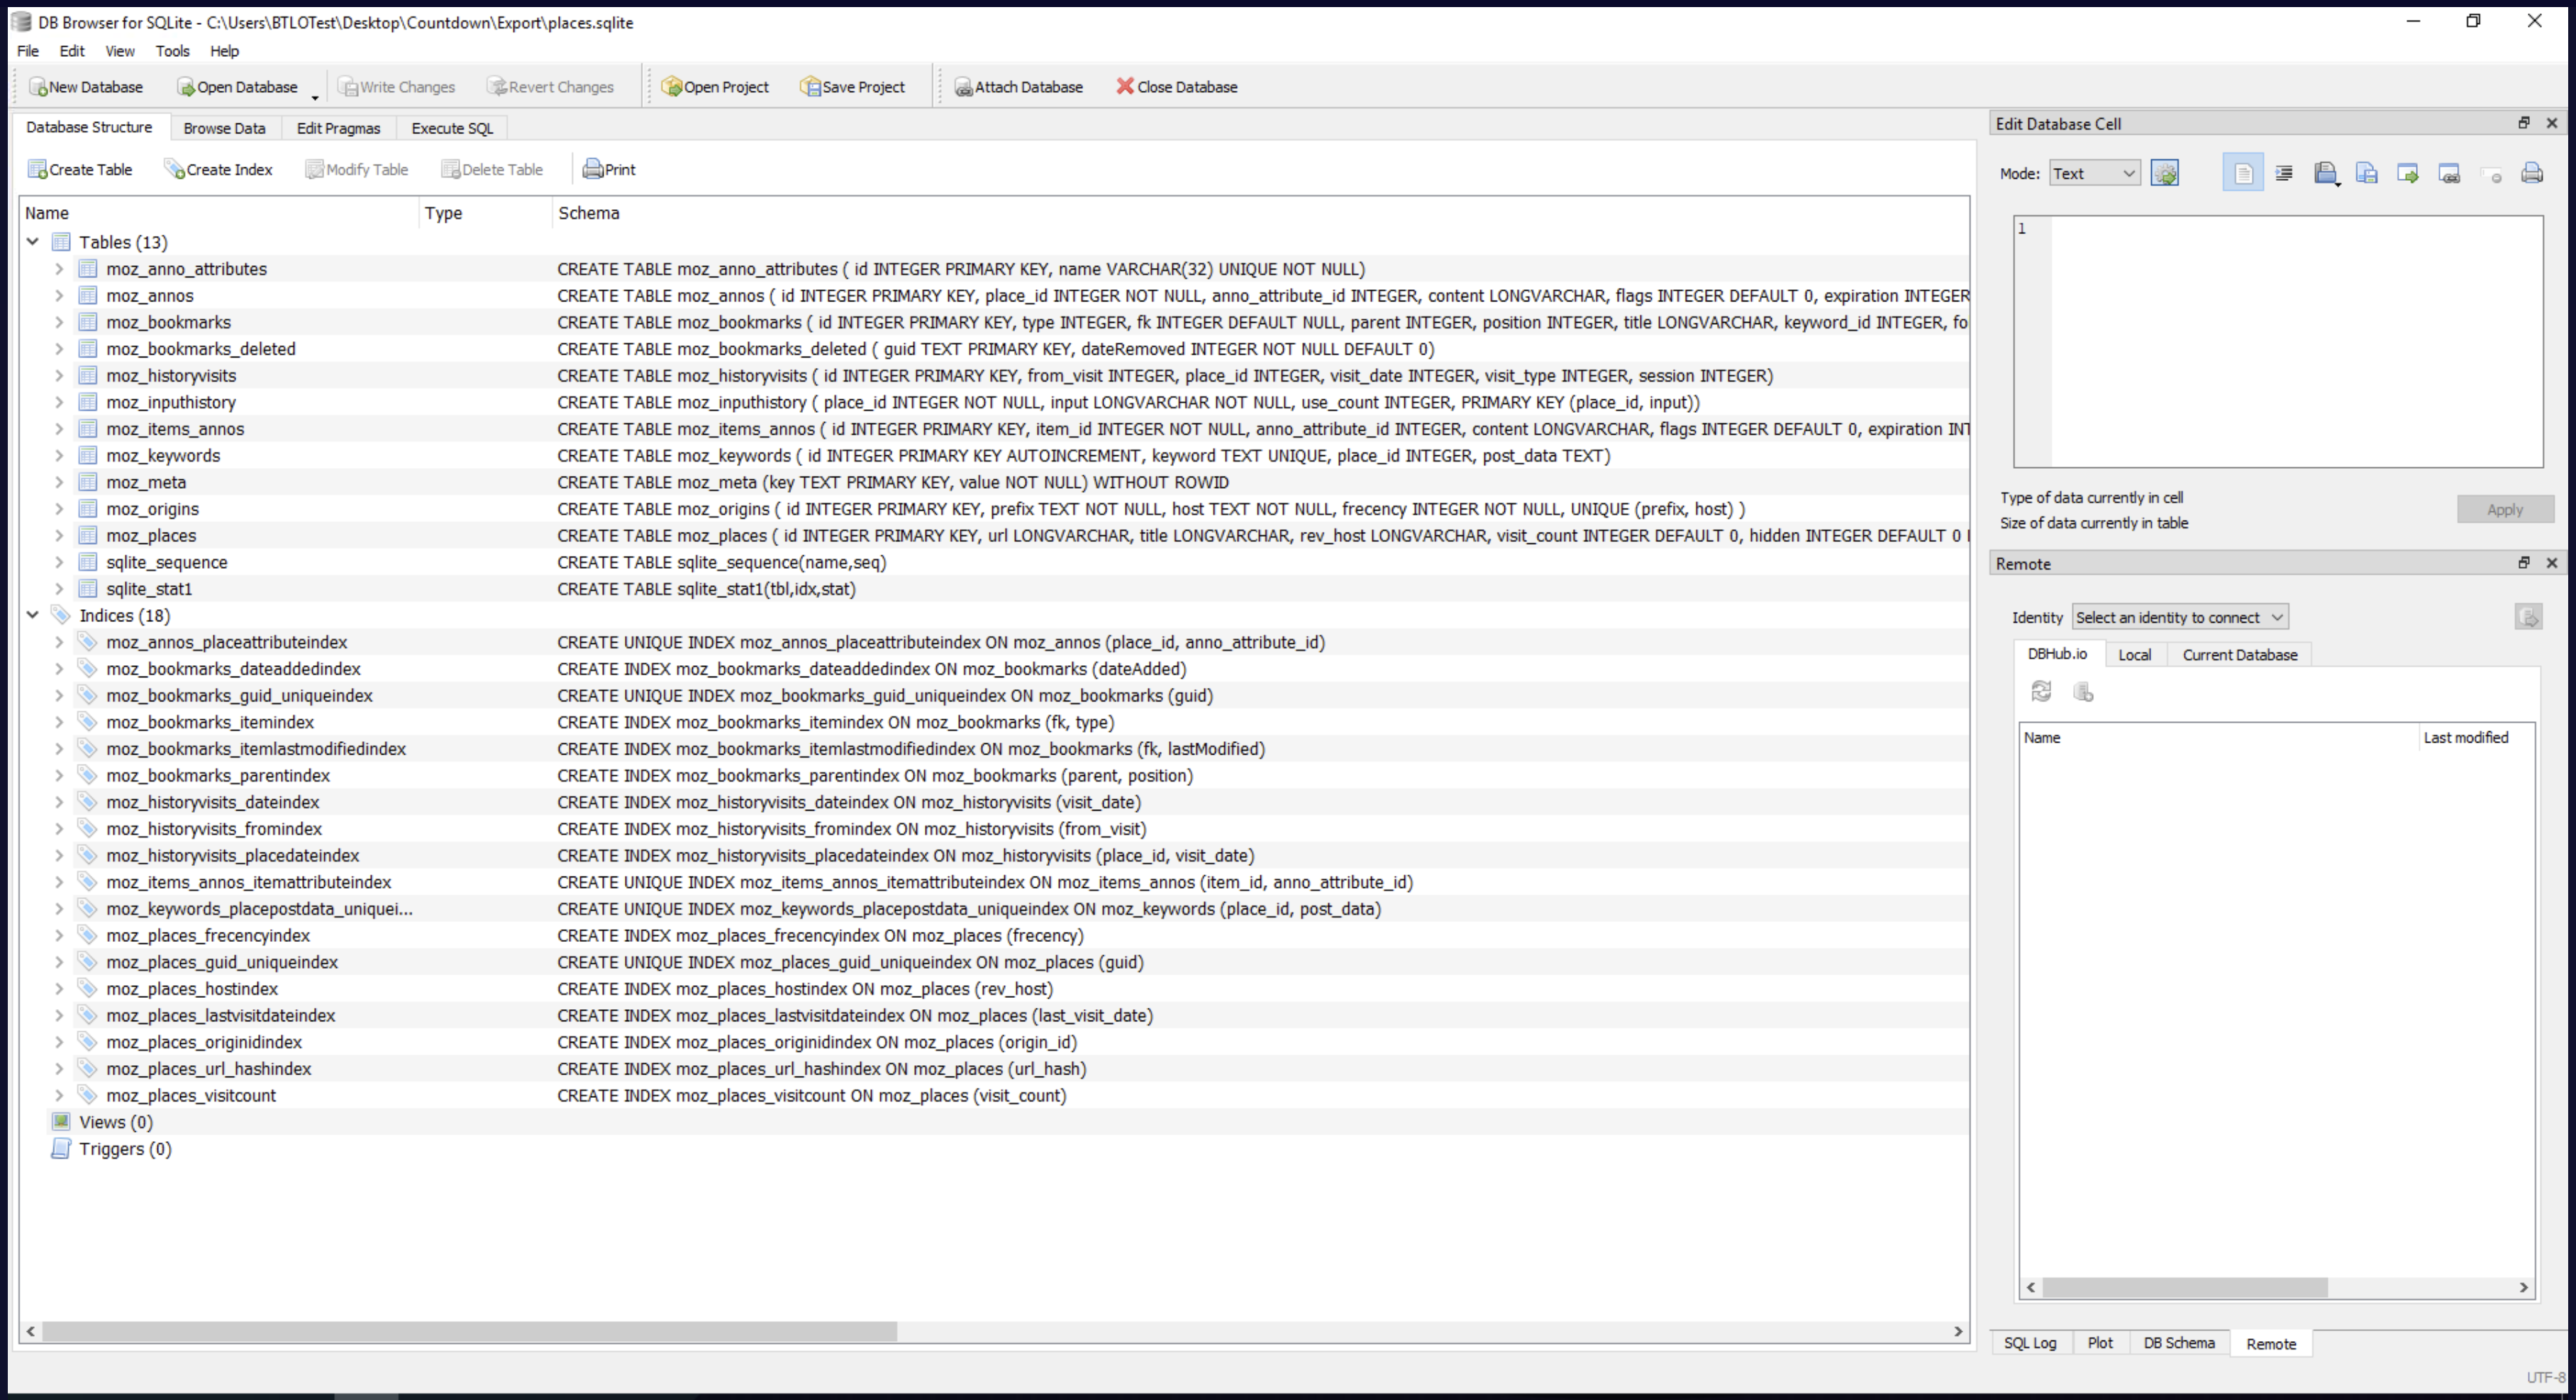 DB Browser for SQLite - C:\Users\BTLOTest\Desktop\Countdown\Export\places.sqlite
File Edit View Tools Help
New Database Open Database Write Changes Revert Changes Open Project Save Project Attach Database Close Database
Database Structure Browse Data Edit Pragmas Execute SQL
Create Table Create Index Modify Table Delete Table Print
Name Type Schema
Tables (13)
moz_anno_attributes CREATE TABLE moz_anno_attributes ( id INTEGER PRIMARY KEY, name VARCHAR(32) UNIQUE NOT NULL)
moz_annos CREATE TABLE moz_annos ( id INTEGER PRIMARY KEY, place_id INTEGER NOT NULL, anno_attribute_id INTEGER, content LONGVARCHAR, flags INTEGER DEFAULT 0, expiration INTEGER
moz_bookmarks CREATE TABLE moz_bookmarks ( id INTEGER PRIMARY KEY, type INTEGER, fk INTEGER DEFAULT NULL, parent INTEGER, position INTEGER, title LONGVARCHAR, keyword_id INTEGER, fo
moz_bookmarks_deleted CREATE TABLE moz_bookmarks_deleted ( guid TEXT PRIMARY KEY, dateRemoved INTEGER NOT NULL DEFAULT 0)
moz_historyvisits CREATE TABLE moz_historyvisits ( id INTEGER PRIMARY KEY, from_visit INTEGER, place_id INTEGER, visit_date INTEGER, visit_type INTEGER, session INTEGER)
moz_inputhistory CREATE TABLE moz_inputhistory ( place_id INTEGER NOT NULL, input LONGVARCHAR NOT NULL, use_count INTEGER, PRIMARY KEY (place_id, input))
moz_items_annos CREATE TABLE moz_items_annos ( id INTEGER PRIMARY KEY, item_id INTEGER NOT NULL, anno_attribute_id INTEGER, content LONGVARCHAR, flags INTEGER DEFAULT 0, expiration INT
moz_keywords CREATE TABLE moz_keywords ( id INTEGER PRIMARY KEY AUTOINCREMENT, keyword TEXT UNIQUE, place_id INTEGER, post_data TEXT)
moz_meta CREATE TABLE moz_meta (key TEXT PRIMARY KEY, value NOT NULL) WITHOUT ROWID
moz_origins CREATE TABLE moz_origins ( id INTEGER PRIMARY KEY, prefix TEXT NOT NULL, host TEXT NOT NULL, frecency INTEGER NOT NULL, UNIQUE (prefix, host) )
moz_places CREATE TABLE moz_places ( id INTEGER PRIMARY KEY, url LONGVARCHAR, title LONGVARCHAR, rev_host LONGVARCHAR, visit_count INTEGER DEFAULT 0, hidden INTEGER DEFAULT 0
sqlite_sequence CREATE TABLE sqlite_sequence(name,seq)
sqlite_stat1 CREATE TABLE sqlite_stat1(tbl,idx,stat)
Indices (18)
moz_annos_placeattributeindex CREATE UNIQUE INDEX moz_annos_placeattributeindex ON moz_annos (place_id, anno_attribute_id)
moz_bookmarks_dateaddedindex CREATE INDEX moz_bookmarks_dateaddedindex ON moz_bookmarks (dateAdded)
moz_bookmarks_guid_uniqueindex CREATE UNIQUE INDEX moz_bookmarks_guid_uniqueindex ON moz_bookmarks (guid)
moz_bookmarks_itemindex CREATE INDEX moz_bookmarks_itemindex ON moz_bookmarks (fk, type)
moz_bookmarks_itemlastmodifiedindex CREATE INDEX moz_bookmarks_itemlastmodifiedindex ON moz_bookmarks (fk, lastModified)
moz_bookmarks_parentindex CREATE INDEX moz_bookmarks_parentindex ON moz_bookmarks (parent, position)
moz_historyvisits_dateindex CREATE INDEX moz_historyvisits_dateindex ON moz_historyvisits (visit_date)
moz_historyvisits_fromindex CREATE INDEX moz_historyvisits_fromindex ON moz_historyvisits (from_visit)
moz_historyvisits_placedateindex CREATE INDEX moz_historyvisits_placedateindex ON moz_historyvisits (place_id, visit_date)
moz_items_annos_itemattributeindex CREATE UNIQUE INDEX moz_items_annos_itemattributeindex ON moz_items_annos (item_id, anno_attribute_id)
moz_keywords_placepostdata_uniquei... CREATE UNIQUE INDEX moz_keywords_placepostdata_uniqueindex ON moz_keywords (place_id, post_data)
moz_places_frecencyindex CREATE INDEX moz_places_frecencyindex ON moz_places (frecency)
moz_places_guid_uniqueindex CREATE UNIQUE INDEX moz_places_guid_uniqueindex ON moz_places (guid)
moz_places_hostindex CREATE INDEX moz_places_hostindex ON moz_places (rev_host)
moz_places_lastvisitdateindex CREATE INDEX moz_places_lastvisitdateindex ON moz_places (last_visit_date)
moz_places_originidindex CREATE INDEX moz_places_originidindex ON moz_places (origin_id)
moz_places_url_hashindex CREATE INDEX moz_places_url_hashindex ON moz_places (url_hash)
moz_places_visitcount CREATE INDEX moz_places_visitcount ON moz_places (visit_count)
Views (0)
Triggers (0)
Edit Database Cell
Mode: Text
1
Type of data currently in cell
Size of data currently in table
Apply
Remote
Identity Select an identity to connect
DBHub.io Local Current Database
Name Last modified
SQL Log Plot DB Schema Remote
UTF-8